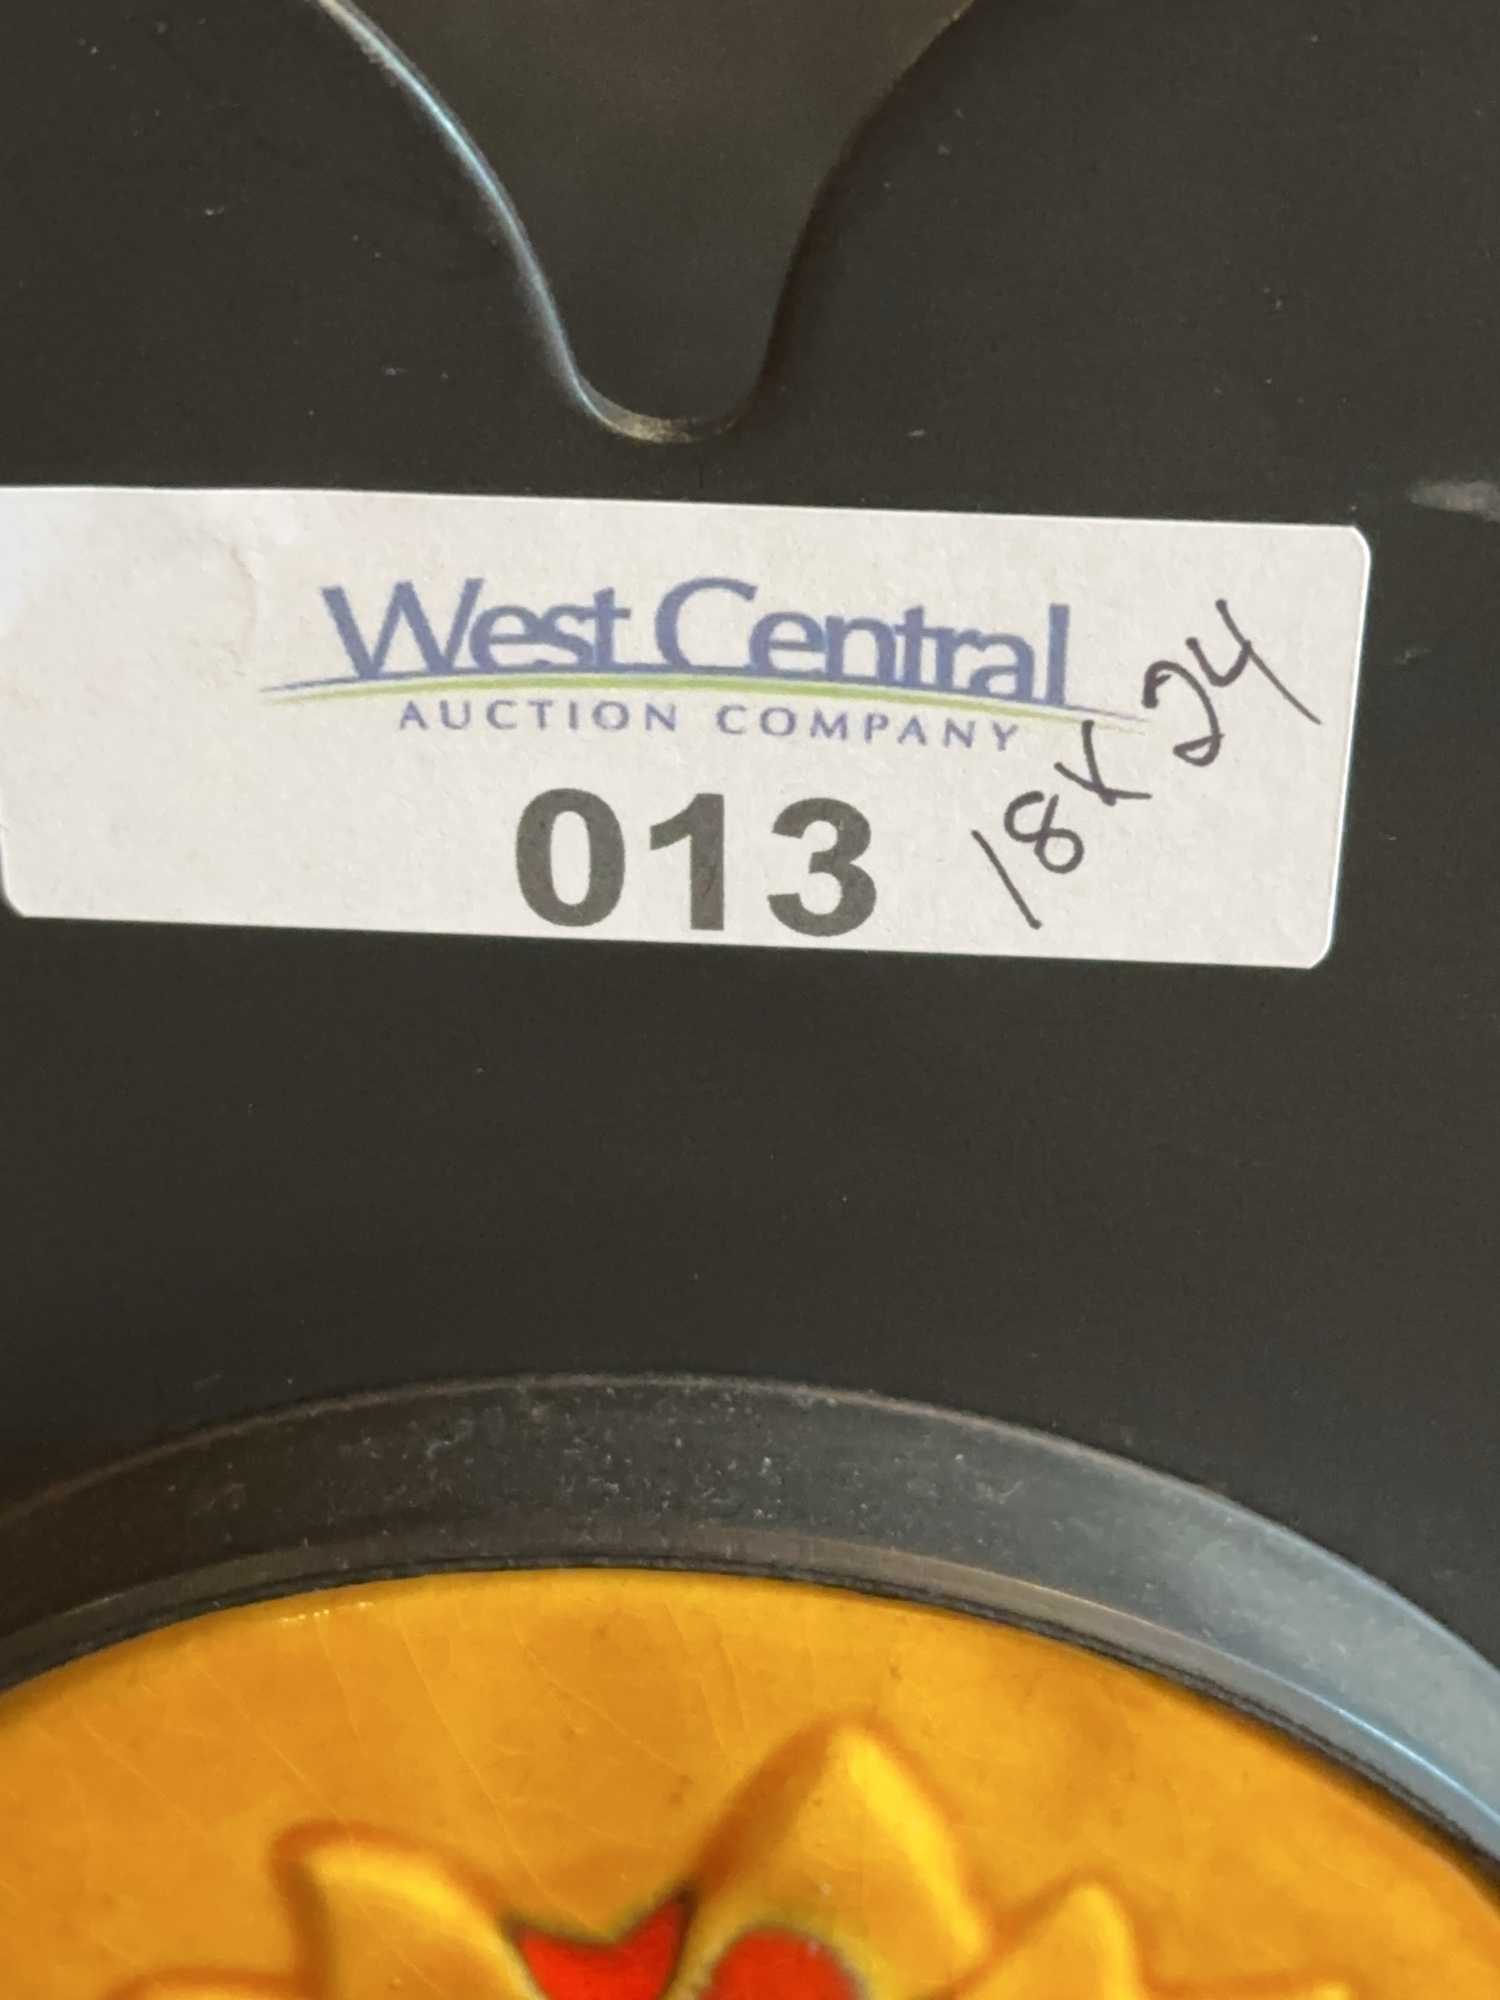 West Central
AUCTION COMPANY
013
18x24